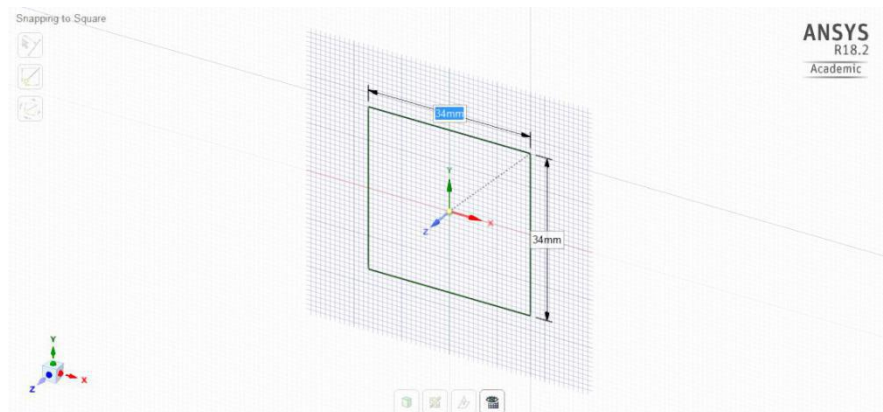 Snapping to Square
ANSYS
R18.2
Academic
34mm
Y
X
Z
34mm
Y
X
Z